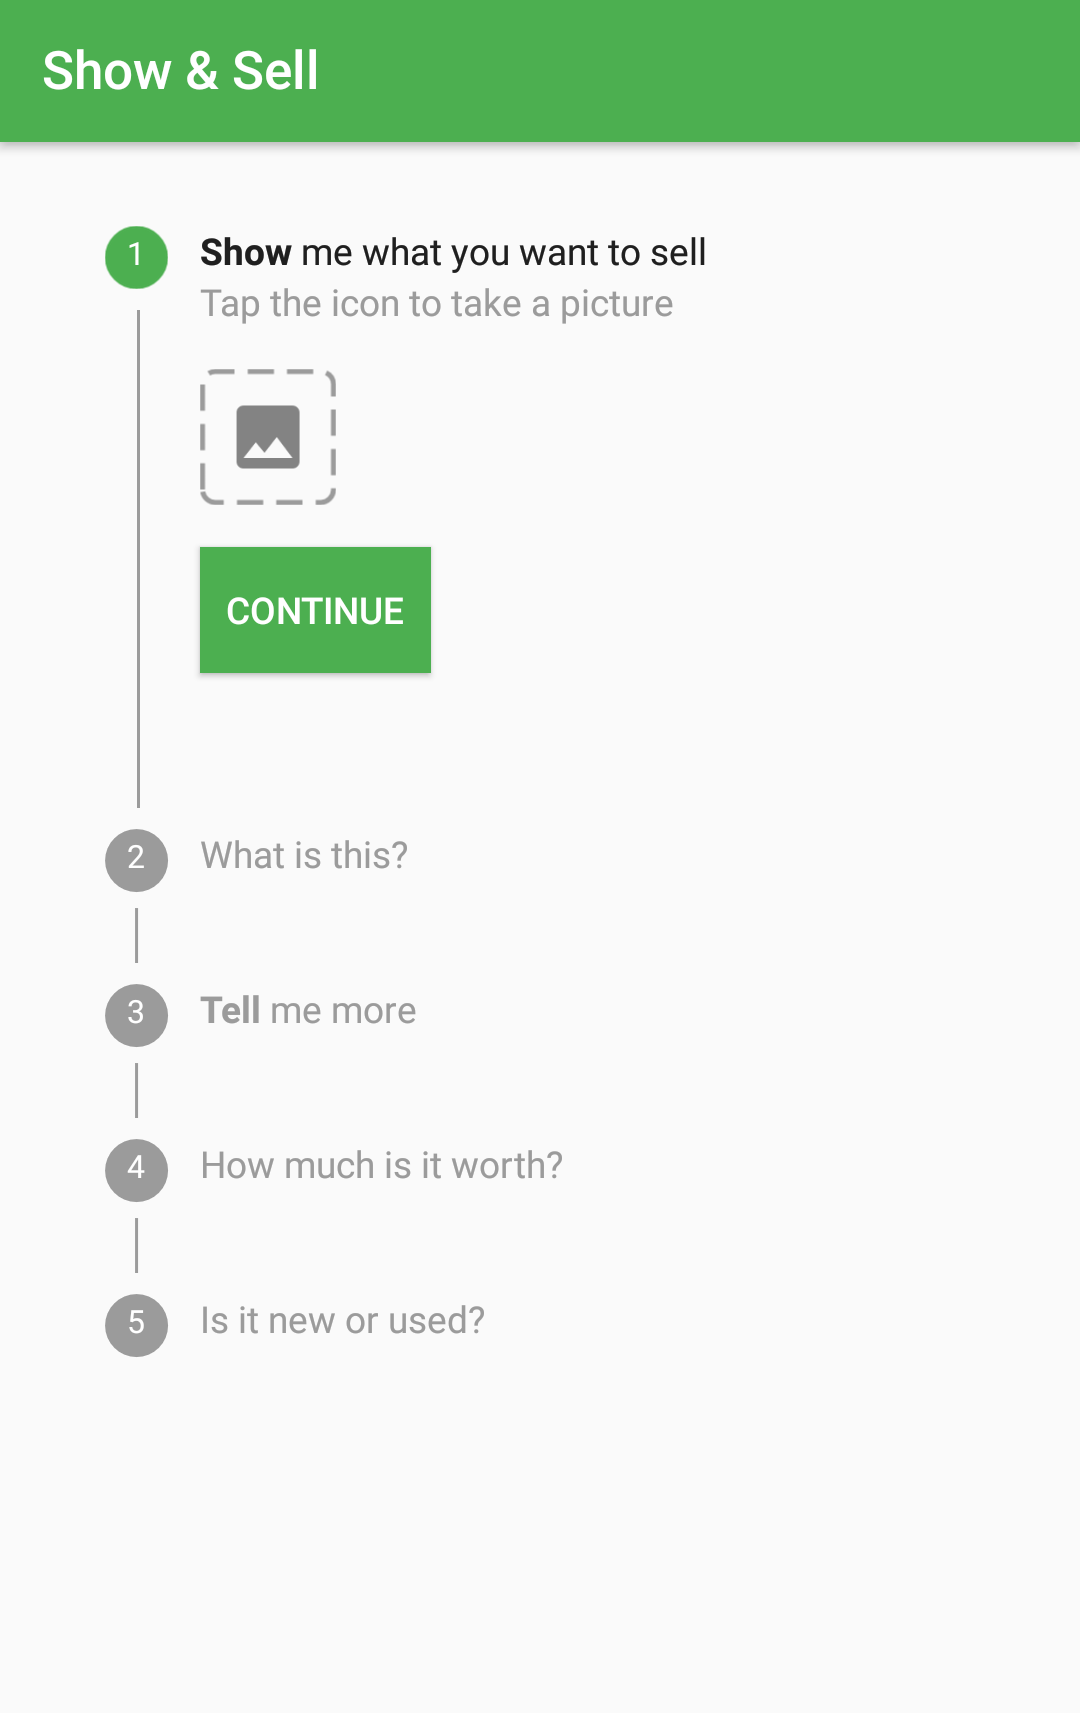 Show & Sell
1
Show me what you want to sell
Tap the icon to take a picture
CONTINUE
2
What is this?
3
Tell me more
4
How much is it worth?
5
Is it new or used?